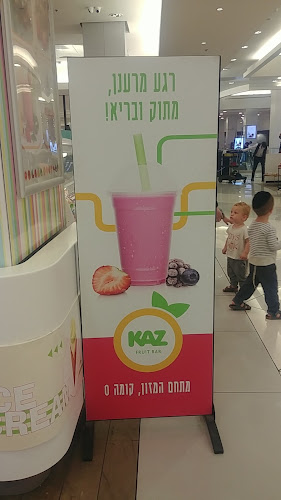 רגע מרענן,
מתוק ובריא!
KAZ
FRUIT BAR
מתחם המזון, קומה 0
ICE
CREAM